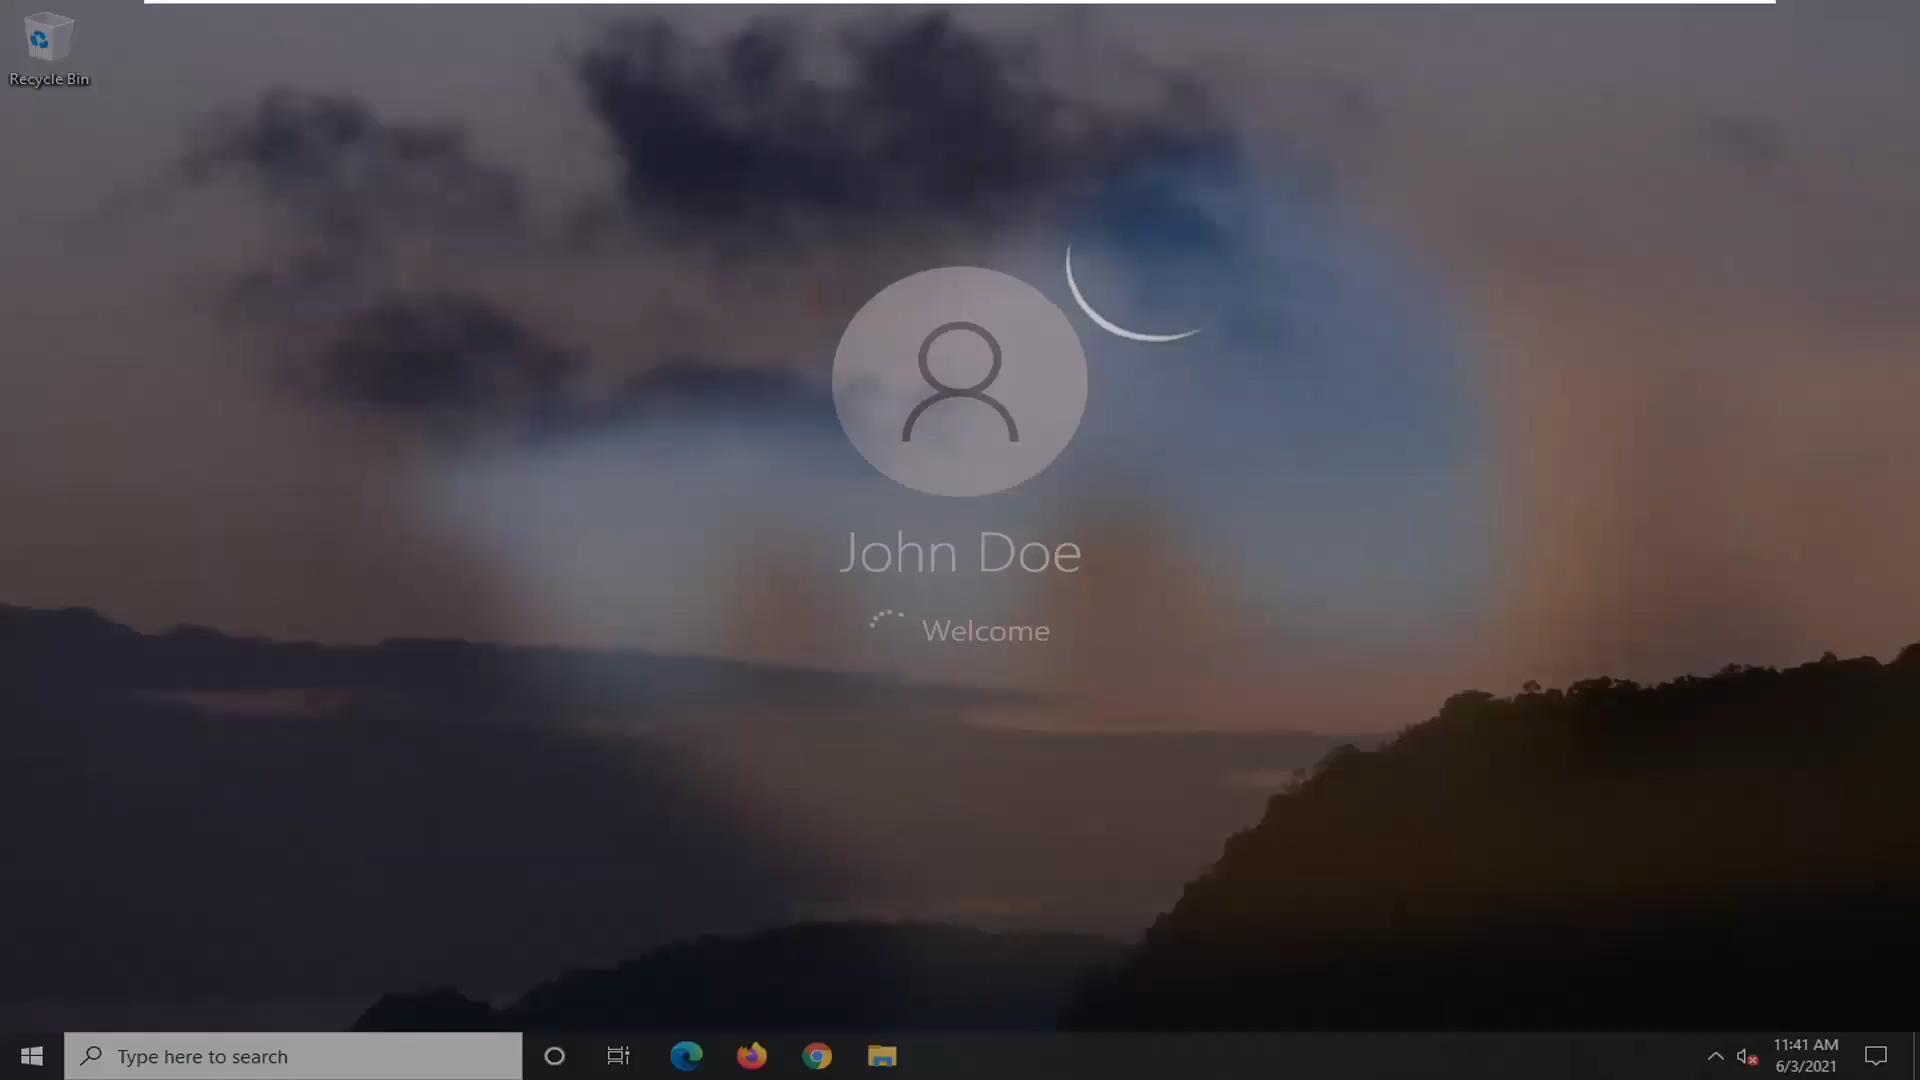 Recycle Bin
John Doe
Welcome
Type here to search
11:41 AM
6/3/2021